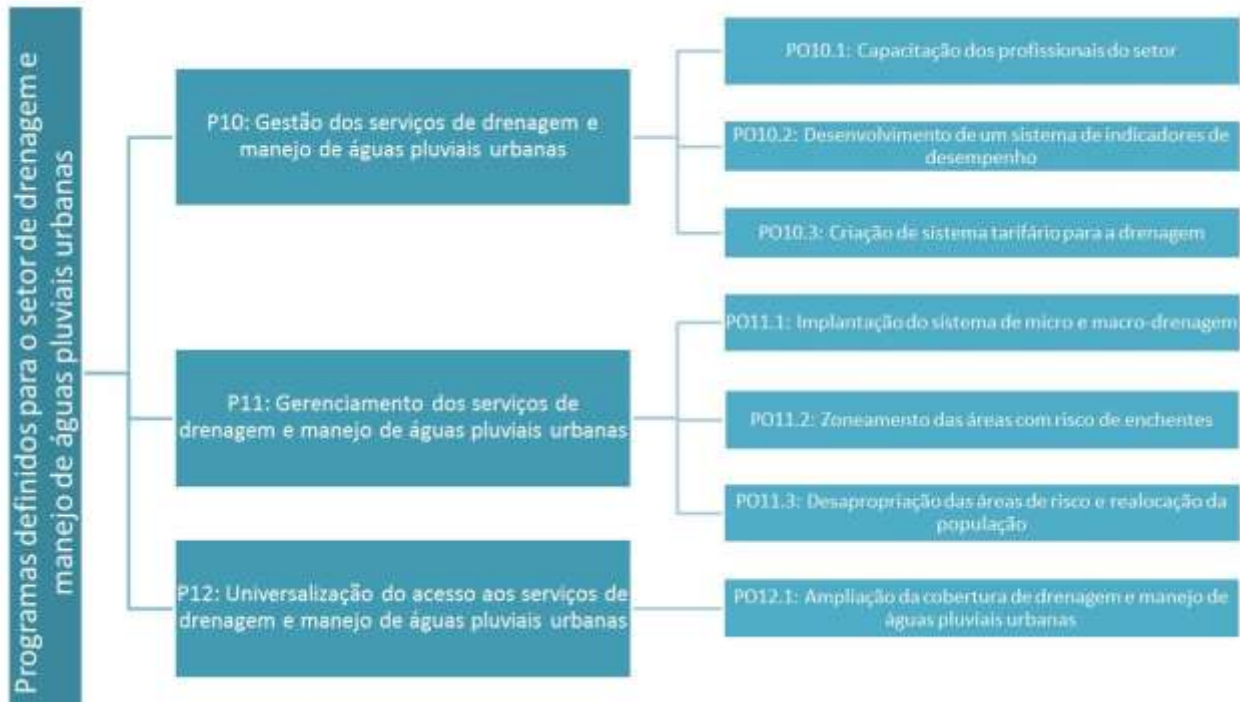 Programas definidos para o setor de drenagem e
manejo de águas pluviais urbanas
P10: Gestão dos serviços de drenagem e
manejo de águas pluviais urbanas
PO10.1: Capacitação dos profissionais do setor
PO10.2: Desenvolvimento de um sistema de indicadores de
desempenho
PO10.3: Criação de sistema tarifário para a drenagem
P11: Gerenciamento dos serviços de
drenagem e manejo de águas pluviais urbanas
PO11.1: Implantação do sistema de micro e macro-drenagem
PO11.2: Zoneamento das áreas com risco de enchentes
PO11.3: Desapropriação das áreas de risco e realocação da
população
P12: Universalização do acesso aos serviços de
drenagem e manejo de águas pluviais urbanas
PO12.1: Ampliação da cobertura de drenagem e manejo de
águas pluviais urbanas